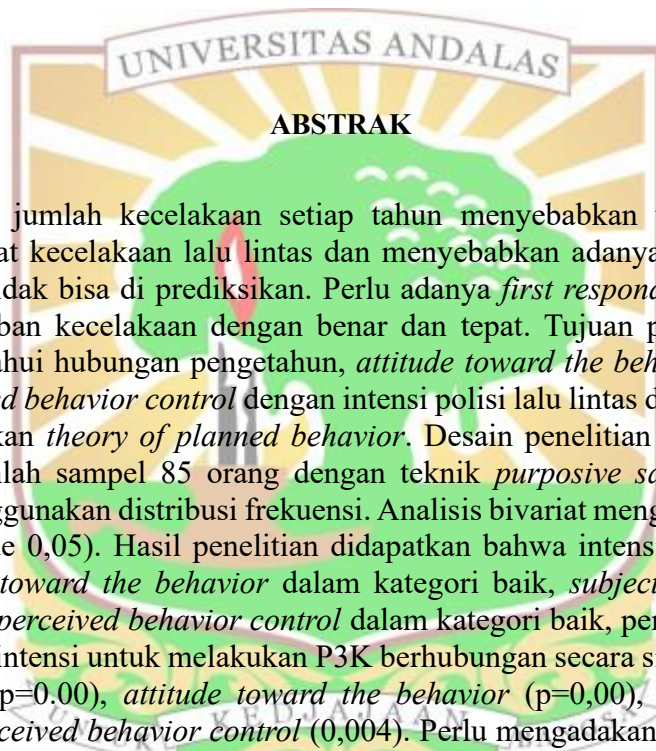 UNIVERSITAS ANDALAS
ABSTRAK
jumlah kecelakaan setiap tahun menyebabkan
at kecelakaan lalu lintas dan menyebabkan adanya
idak bisa di prediksikan. Perlu adanya first respond
ban kecelakaan dengan benar dan tepat. Tujuan p
ahui hubungan pengetahun, attitude toward the beh
ed behavior control dengan intensi polisi lalu lintas d
kan theory of planned behavior. Desain penelitian
lah sampel 85 orang dengan teknik purposive sa
ggunakan distribusi frekuensi. Analisis bivariat meng
e 0,05). Hasil penelitian didapatkan bahwa intens
toward the behavior dalam kategori baik, subject
perceived behavior control dalam kategori baik, per
intensi untuk melakukan P3K berhubungan secara si
p=0.00), attitude toward the behavior (p=0,00),
ceived behavior control (0,004). Perlu mengadakan